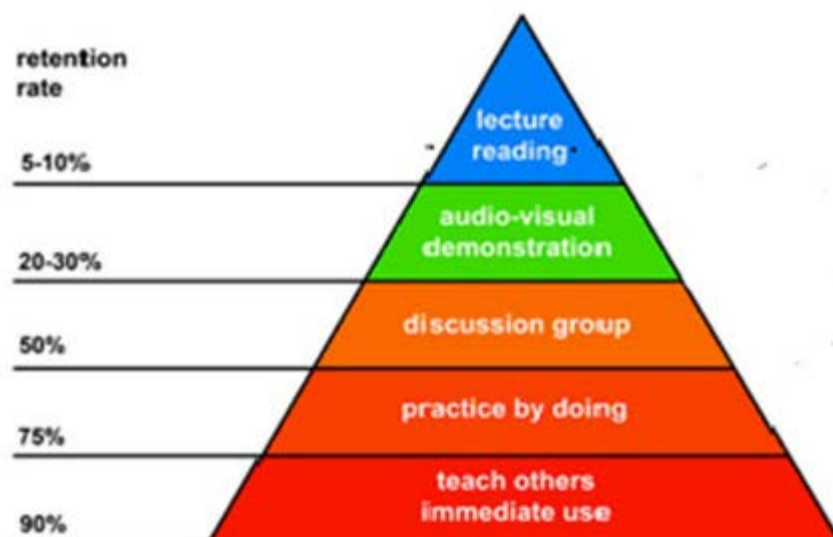 retention
rate
lecture
reading
5-10%
audio-visual
demonstration
20-30%
discussion group
50%
practice by doing
75%
teach others
immediate use
90%